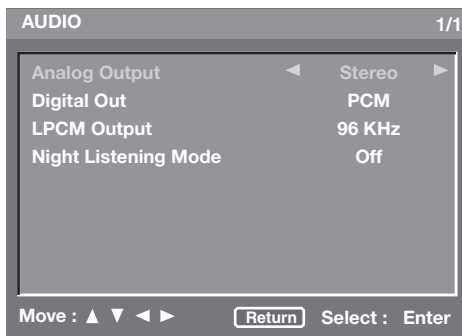 AUDIO 1/1
Analog Output ◄ Stereo ►
Digital Out PCM
LPCM Output 96 KHz
Night Listening Mode Off
Move : ▲ ▼ ◄ ► Return Select : Enter